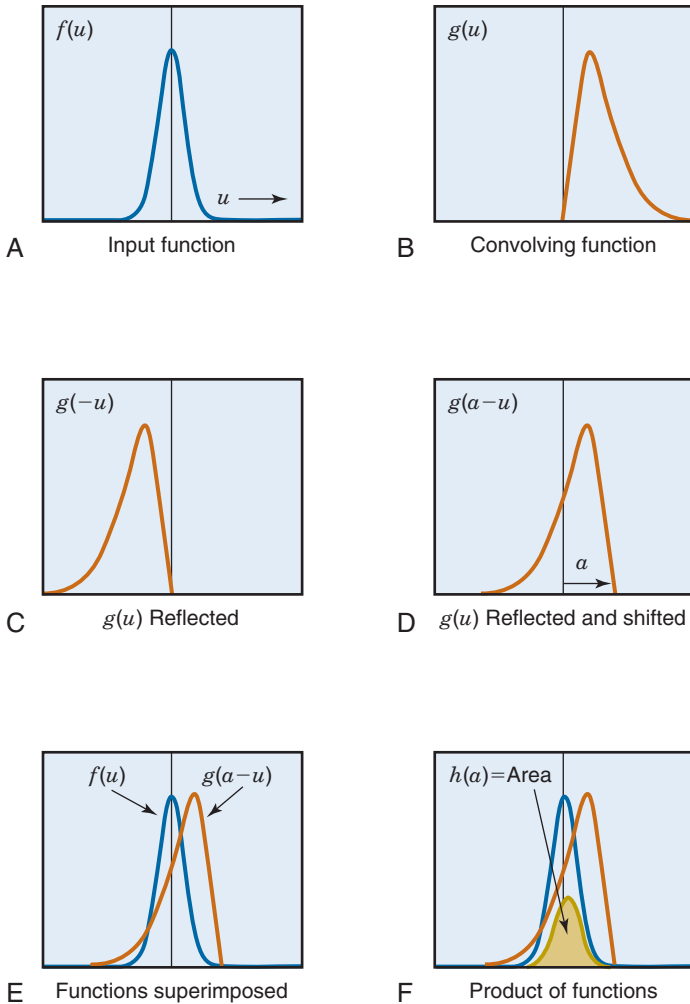 f(u)
u
A
Input function
g(u)
B
Convolving function
g(−u)
C
g(u) Reflected
g(a−u)
a
D
g(u) Reflected and shifted
f(u)
g(a−u)
E
Functions superimposed
h(a)=Area
F
Product of functions